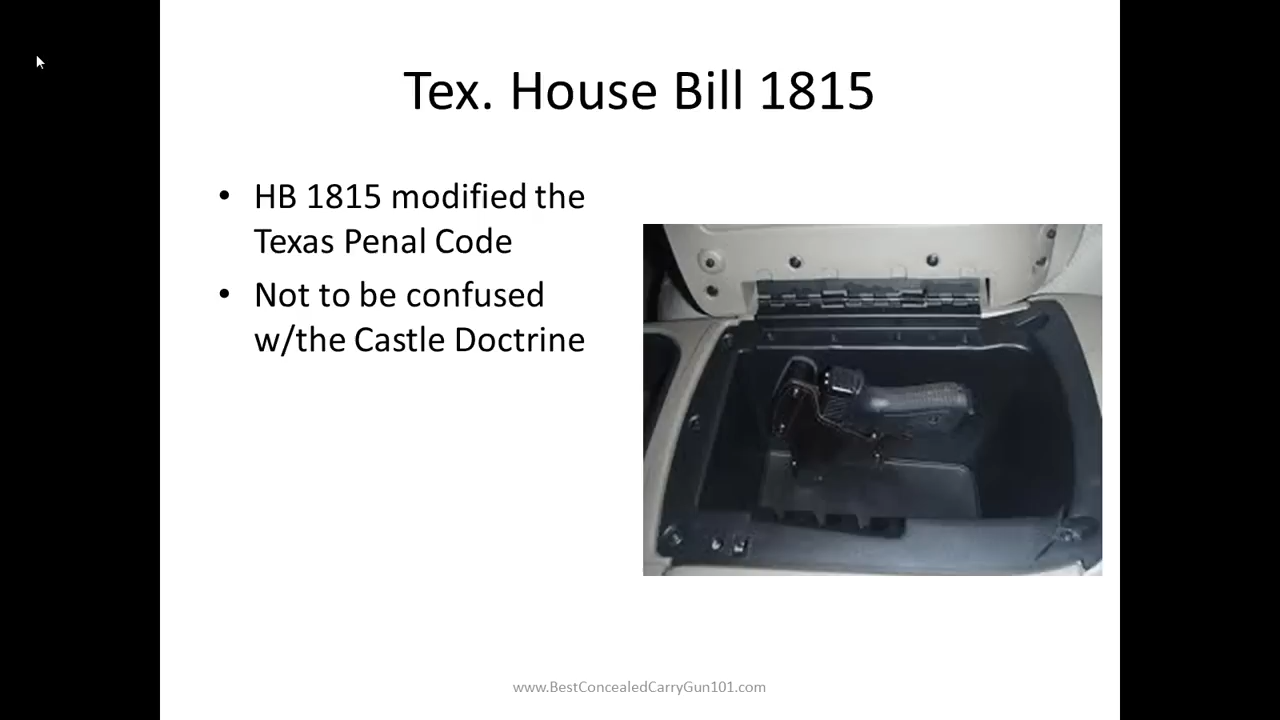 Tex. House Bill 1815
• HB 1815 modified the
Texas Penal Code
• Not to be confused
w/the Castle Doctrine
www.BestConcealedCarryGun101.com